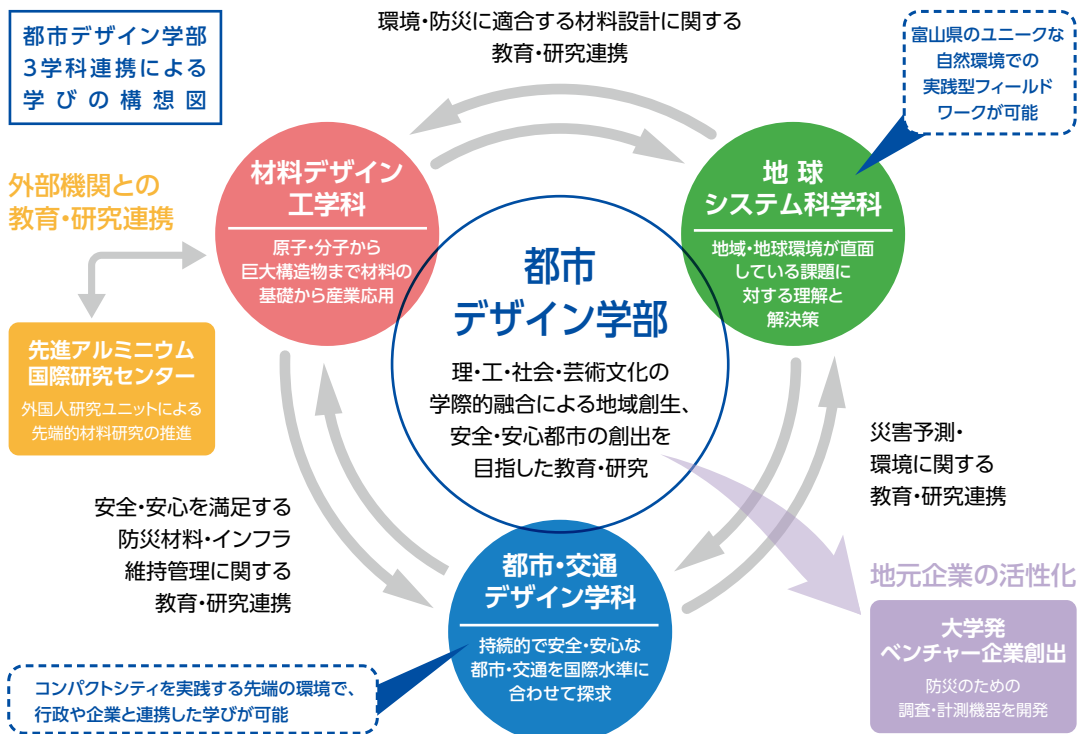 都市デザイン学部
3学科連携による
学びの構想図
環境・防災に適合する材料設計に関する
教育・研究連携
富山県のユニークな
自然環境での
実践型フィールド
ワークが可能
外部機関との
教育・研究連携
材料デザイン
工学科
原子・分子から
巨大構造物まで材料の
基礎から産業応用
地球
システム科学科
地域・地球環境が直面
している課題に
対する理解と
解決策
都市
デザイン学部
理・工・社会・芸術文化の
学際的融合による地域創生、
安全・安心都市の創出を
目指した教育・研究
先進アルミニウム
国際研究センター
外国人研究ユニットによる
先端的材料研究の推進
災害予測・
環境に関する
教育・研究連携
安全・安心を満足する
防災材料・インフラ
維持管理に関する
教育・研究連携
都市・交通
デザイン学科
持続的で安全・安心な
都市・交通を国際水準に
合わせて探求
地元企業の活性化
大学発
ベンチャー企業創出
防災のための
調査・計測機器を開発
コンパクトシティを実践する先端の環境で、
行政や企業と連携した学びが可能